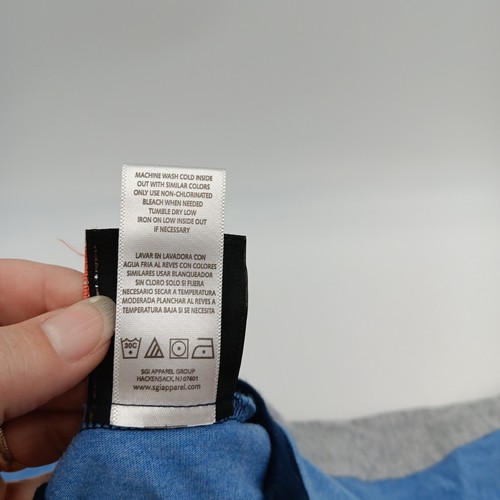 MACHINE WASH COLD INSIDE
OUT WITH SIMILAR COLORS
ONLY USE NON-CHLORINATED
BLEACH WHEN NEEDED
TUMBLE DRY LOW
IRON ON LOW INSIDE OUT
IF NECESSARY
LAVAR EN LAVADORA CON
AGUA FRIA AL REVES CON COLORES
SIMILARES USAR BLANQUEADOR
SIN CLORO SOLO SI FUERA
NECESARIO SECAR A TEMPERATURA
MODERADA PLANCHAR AL REVES A
TEMPERATURA BAJA SI SE NECESITA
30C
SGI APPAREL GROUP
HACKENSACK, NJ 07601
www.sgiapparel.com